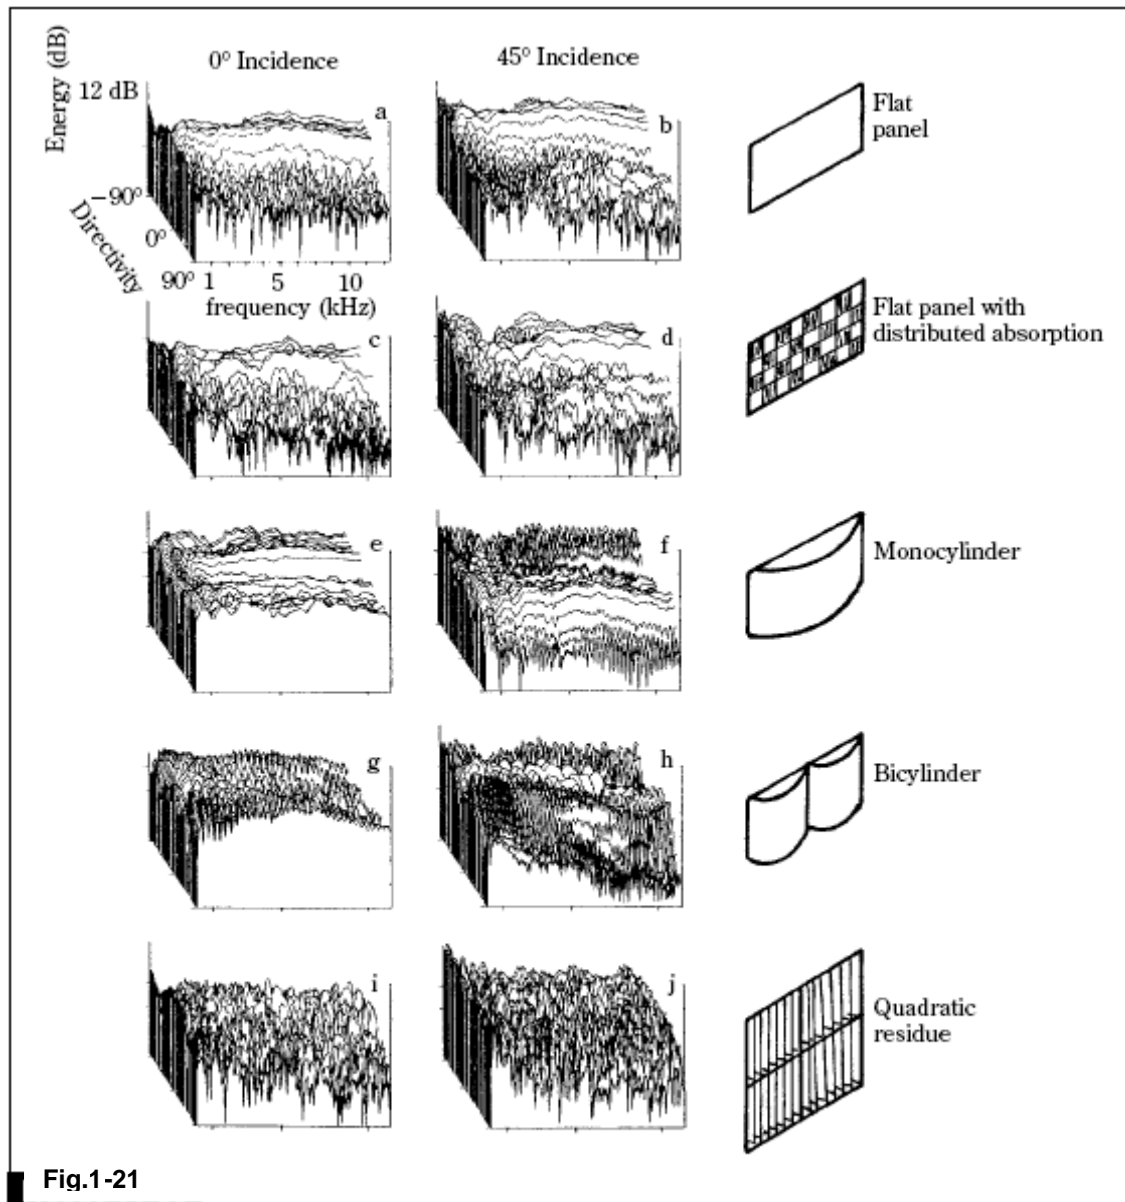 0° Incidence
45° Incidence
Energy (dB)
12 dB
−90°
0°
90°
Directivity
1 5 10
frequency (kHz)
a
b
Flat
panel
c
d
Flat panel with
distributed absorption
e
f
Monocylinder
g
h
Bicylinder
i
j
Quadratic
residue
Fig.1-21